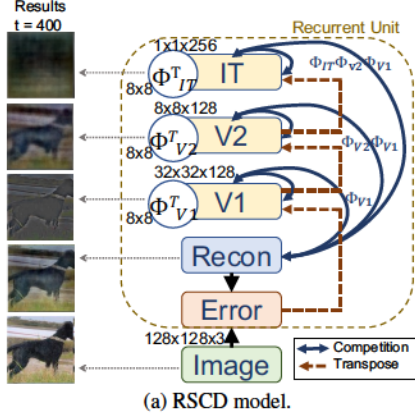 Results
t = 400
Recurrent Unit
1x1x256
Φ^T_IT
IT
8x8
Φ_ITΦ_v2Φ_V1
8x8x128
Φ^T_V2
V2
8x8
Φ_V2Φ_V1
32x32x128
Φ^T_V1
V1
8x8
Φ_V1
Recon
Error
128x128x3
Image
Competition
Transpose
(a) RSCD model.